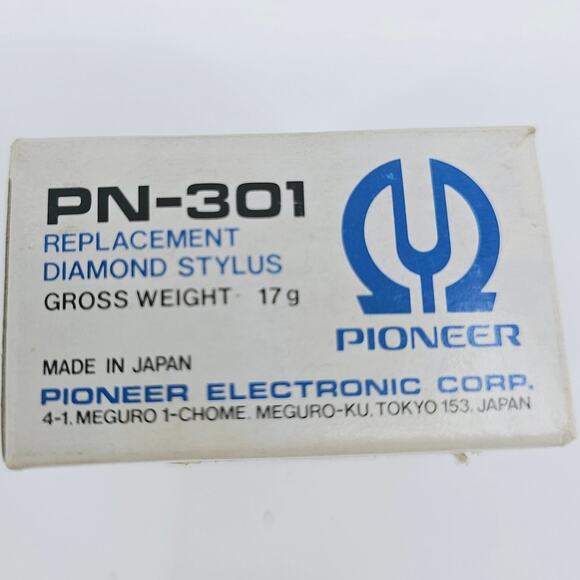 PN-301
REPLACEMENT
DIAMOND STYLUS
GROSS WEIGHT 17g
PIONEER
MADE IN JAPAN
PIONEER ELECTRONIC CORP.
4-1, MEGURO 1-CHOME, MEGURO-KU, TOKYO 153, JAPAN